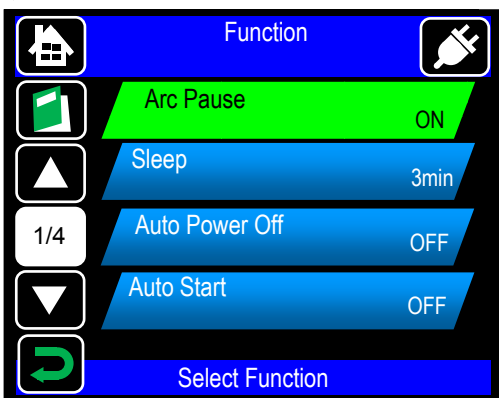 Function
Arc Pause
ON
Sleep
3min
1/4
Auto Power Off
OFF
Auto Start
OFF
Select Function